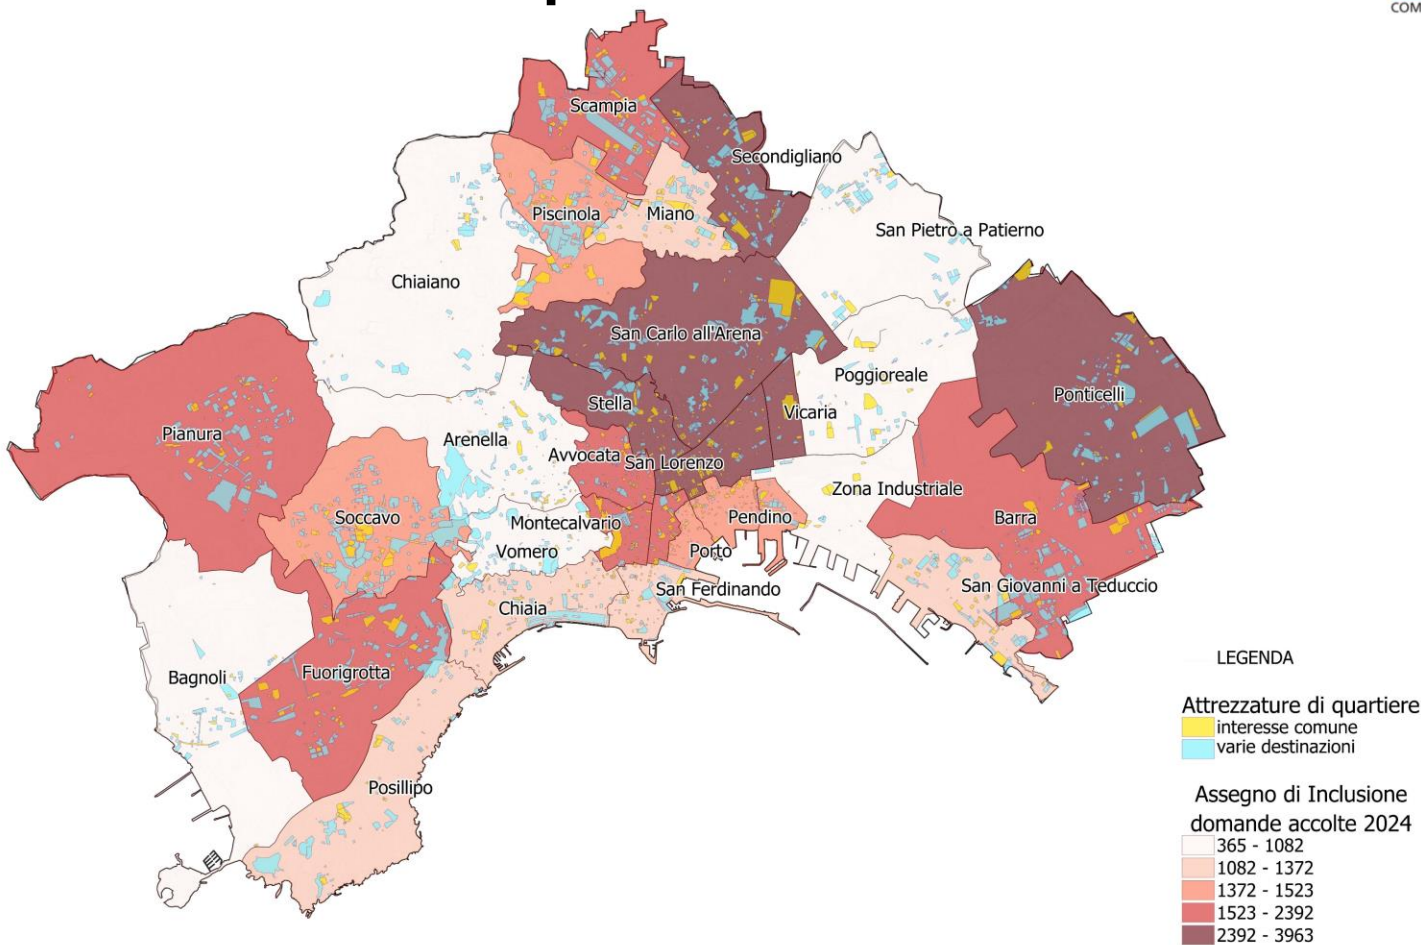 COM
Scampia
Secondigliano
Piscinola
Miano
San Pietro a Patierno
Chiaiano
San Carlo all'Arena
Poggioreale
Ponticelli
Stella
Vicaria
Pianura
Arenella
Avvocata
San Lorenzo
Zona Industriale
Soccavo
Montecalvario
Pendino
Barra
Vomero
Porto
San Ferdinando
San Giovanni a Teduccio
Chiaia
Bagnoli
Fuorigrotta
Posillipo
LEGENDA
Attrezzature di quartiere
interesse comune
varie destinazioni
Assegno di Inclusione
domande accolte 2024
365 - 1082
1082 - 1372
1372 - 1523
1523 - 2392
2392 - 3963